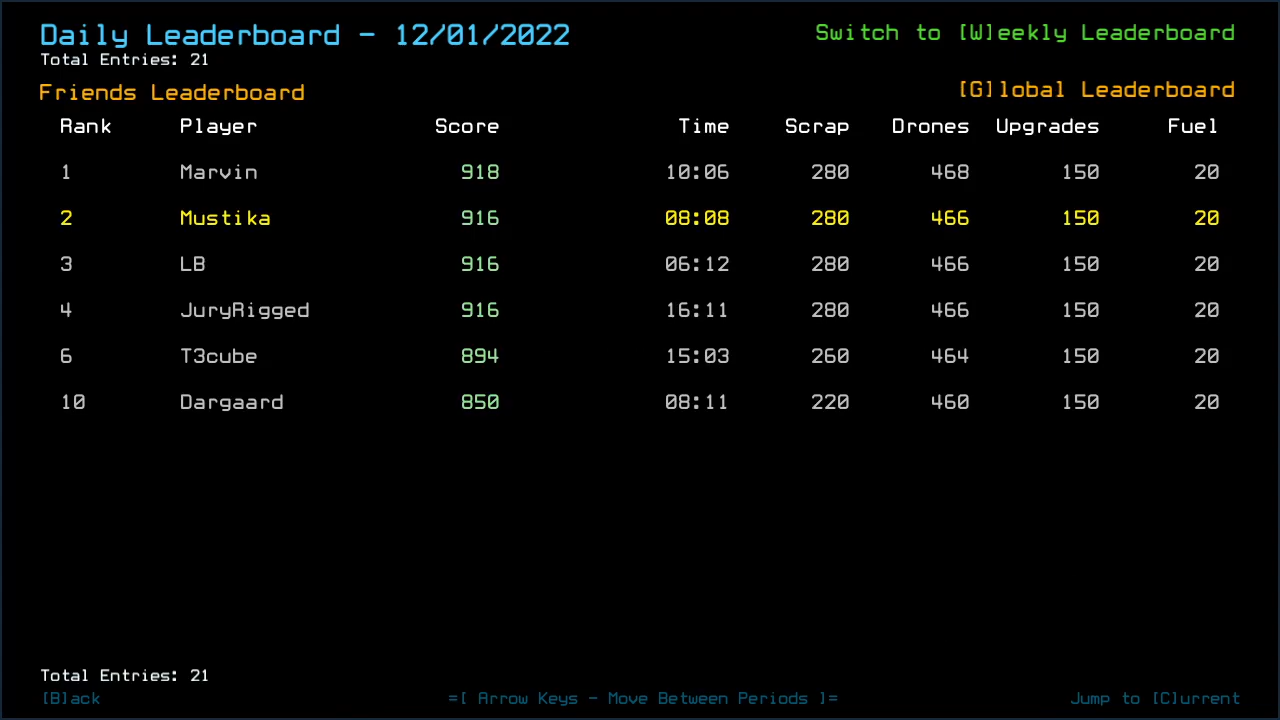 Daily Leaderboard - 12/01/2022 Switch to [W]eekly Leaderboard
Total Entries: 21
Friends Leaderboard [G]lobal Leaderboard
Rank Player Score Time Scrap Drones Upgrades Fuel
1 Marvin 918 10:06 280 468 150 20
2 Mustika 916 08:08 280 466 150 20
3 LB 916 06:12 280 466 150 20
4 JuryRigged 916 16:11 280 466 150 20
6 T3cube 894 15:03 260 464 150 20
10 Dargaard 850 08:11 220 460 150 20
Total Entries: 21
[B]ack =[ Arrow Keys - Move Between Periods ]= Jump to [C]urrent